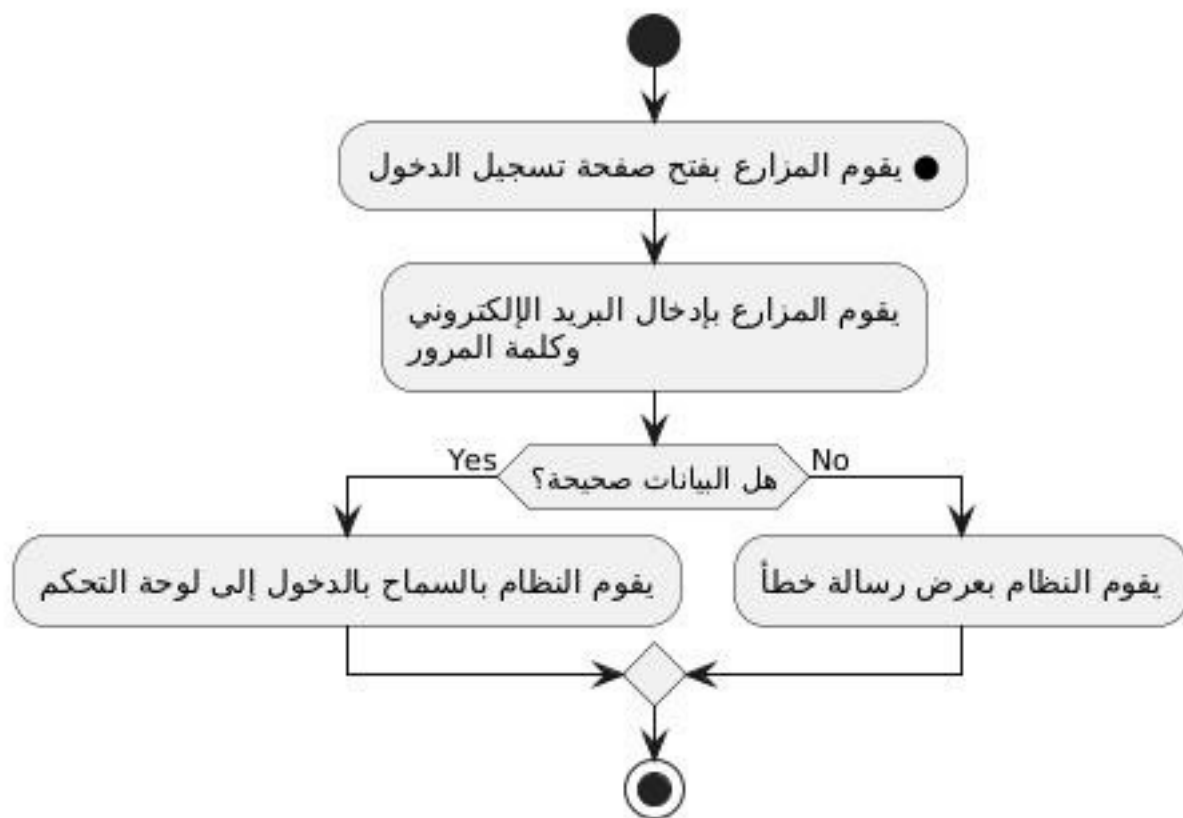 ● يقوم المزارع بفتح صفحة تسجيل الدخول
يقوم المزارع بإدخال البريد الإلكتروني
وكلمة المرور
Yes
هل البيانات صحيحة؟
No
يقوم النظام بالسماح بالدخول إلى لوحة التحكم
يقوم النظام بعرض رسالة خطأ